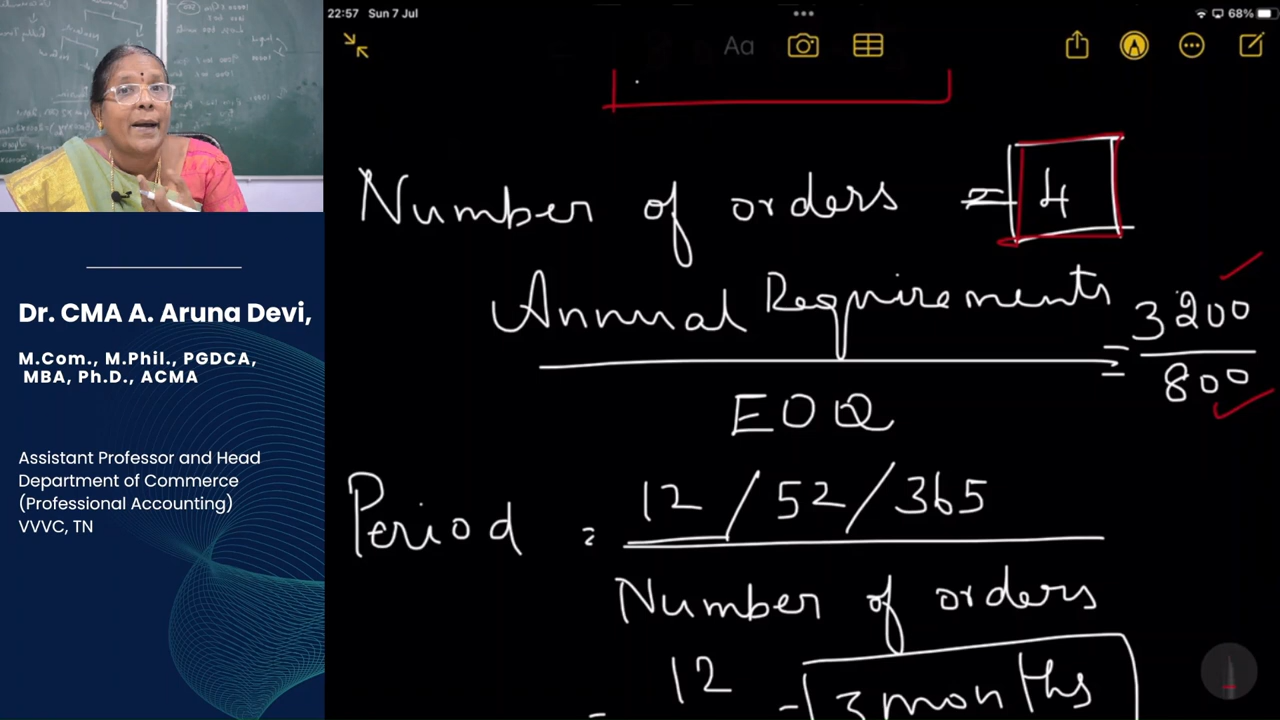 22:57 Sun 7 Jul
68%
Aa
Number of orders = 4
Annual Requirements = 3200
EOQ
800
Period = 12 / 52 / 365
Number of orders
= 12 = 3 months
Dr. CMA A. Aruna Devi,
M.Com., M.Phil., PGDCA,
MBA, Ph.D., ACMA
Assistant Professor and Head
Department of Commerce
(Professional Accounting)
VVVC, TN